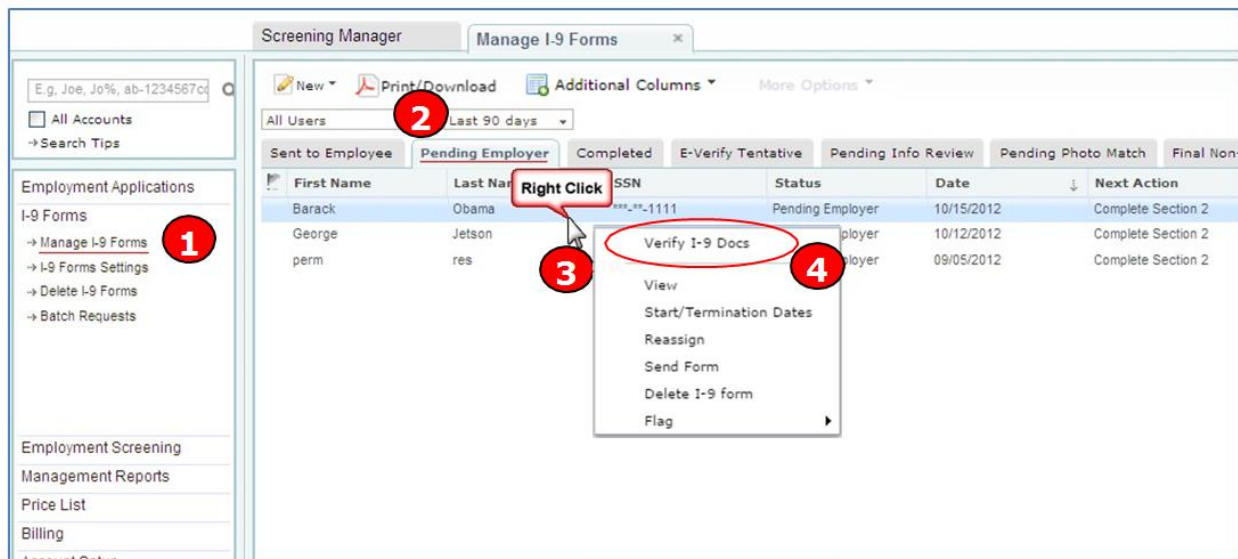 Screening Manager Manage I-9 Forms ×
E.g, Joe, Jo%, ab-1234567cc
All Accounts
→Search Tips
New Print/Download Additional Columns More Options
2
All Users Last 90 days
Sent to Employee Pending Employer Completed E-Verify Tentative Pending Info Review Pending Photo Match Final Non-
First Name SSN Status Date ↓ Next Action
Right Click
Barack Obama ***-**-1111 Pending Employer 10/15/2012 Complete Section 2
George Jetson 10/12/2012 Complete Section 2
perm res 09/05/2012 Complete Section 2
Employment Applications
I-9 Forms
→ Manage I-9 Forms
1
→ I-9 Forms Settings
→ Delete I-9 Forms
→ Batch Requests
3
Verify I-9 Docs
4
View
Start/Termination Dates
Reassign
Send Form
Delete I-9 form
Flag
Employment Screening
Management Reports
Price List
Billing